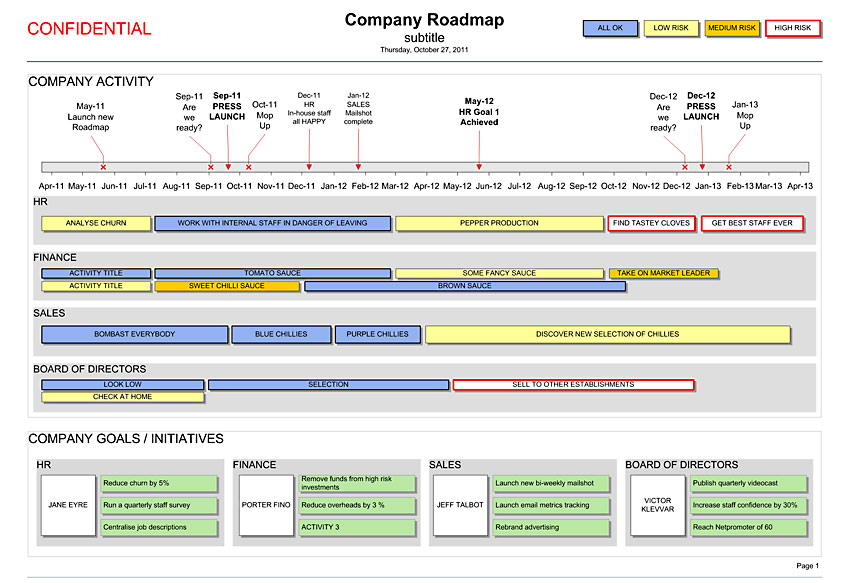 CONFIDENTIAL
Company Roadmap
subtitle
Thursday, October 27, 2011
ALL OK
LOW RISK
MEDIUM RISK
HIGH RISK
COMPANY ACTIVITY
May-11
Launch new
Roadmap
Sep-11
Are
we
ready?
Sep-11
PRESS
LAUNCH
Oct-11
Mop
Up
Dec-11
HR
In-house staff
all HAPPY
Jan-12
SALES
Mailshot
complete
May-12
HR Goal 1
Achieved
Dec-12
Are
we
ready?
Dec-12
PRESS
LAUNCH
Jan-13
Mop
Up
Apr-11 May-11 Jun-11 Jul-11 Aug-11 Sep-11 Oct-11 Nov-11 Dec-11 Jan-12 Feb-12 Mar-12 Apr-12 May-12 Jun-12 Jul-12 Aug-12 Sep-12 Oct-12 Nov-12 Dec-12 Jan-13 Feb-13 Mar-13 Apr-13
HR
ANALYSE CHURN
WORK WITH INTERNAL STAFF IN DANGER OF LEAVING
PEPPER PRODUCTION
FIND TASTEY CLOVES
GET BEST STAFF EVER
FINANCE
ACTIVITY TITLE
TOMATO SAUCE
SOME FANCY SAUCE
TAKE ON MARKET LEADER
ACTIVITY TITLE
SWEET CHILLI SAUCE
BROWN SAUCE
SALES
BOMBAST EVERYBODY
BLUE CHILLIES
PURPLE CHILLIES
DISCOVER NEW SELECTION OF CHILLIES
BOARD OF DIRECTORS
LOOK LOW
SELECTION
SELL TO OTHER ESTABLISHMENTS
CHECK AT HOME
COMPANY GOALS / INITIATIVES
HR
JANE EYRE
Reduce churn by 5%
Run a quarterly staff survey
Centralise job descriptions
FINANCE
PORTER FINO
Remove funds from high risk
investments
Reduce overheads by 3 %
ACTIVITY 3
SALES
JEFF TALBOT
Launch new bi-weekly mailshot
Launch email metrics tracking
Rebrand advertising
BOARD OF DIRECTORS
VICTOR
KLEVVAR
Publish quarterly videocast
Increase staff confidence by 30%
Reach Netpromoter of 60
Page 1